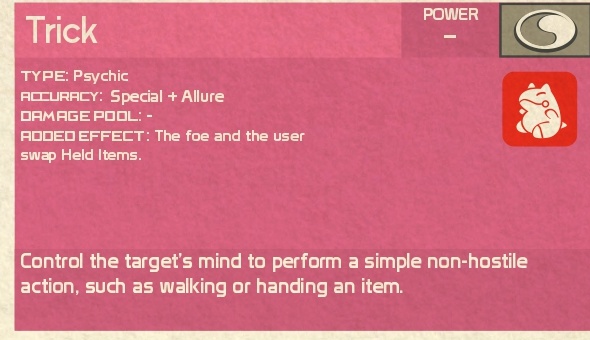 Trick
POWER
–
TYPE: Psychic
ACCURACY: Special + Allure
DAMAGE POOL: -
ADDED EFFECT: The foe and the user
swap Held Items.
Control the target's mind to perform a simple non-hostile
action, such as walking or handing an item.